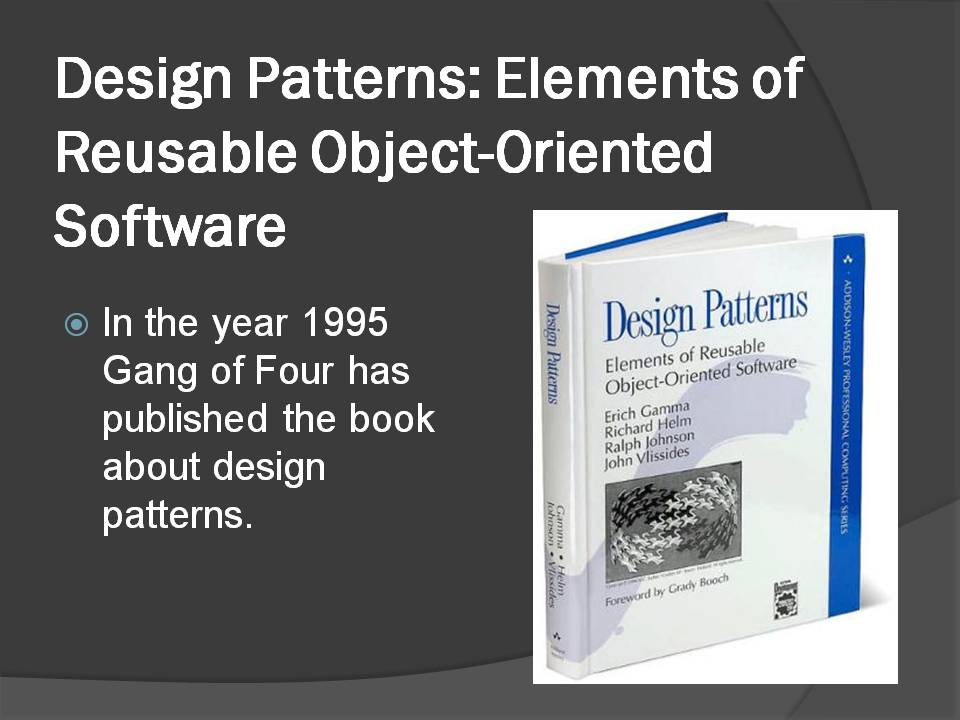 Design Patterns: Elements of
Reusable Object-Oriented
Software
In the year 1995
Gang of Four has
published the book
about design
patterns.
Design Patterns
Elements of Reusable
Object-Oriented Software
Erich Gamma
Richard Helm
Ralph Johnson
John Vlissides
Foreword by Grady Booch
Design Patterns
Gamma • Helm
Johnson • Vlissides
ADDISON-WESLEY PROFESSIONAL COMPUTING SERIES